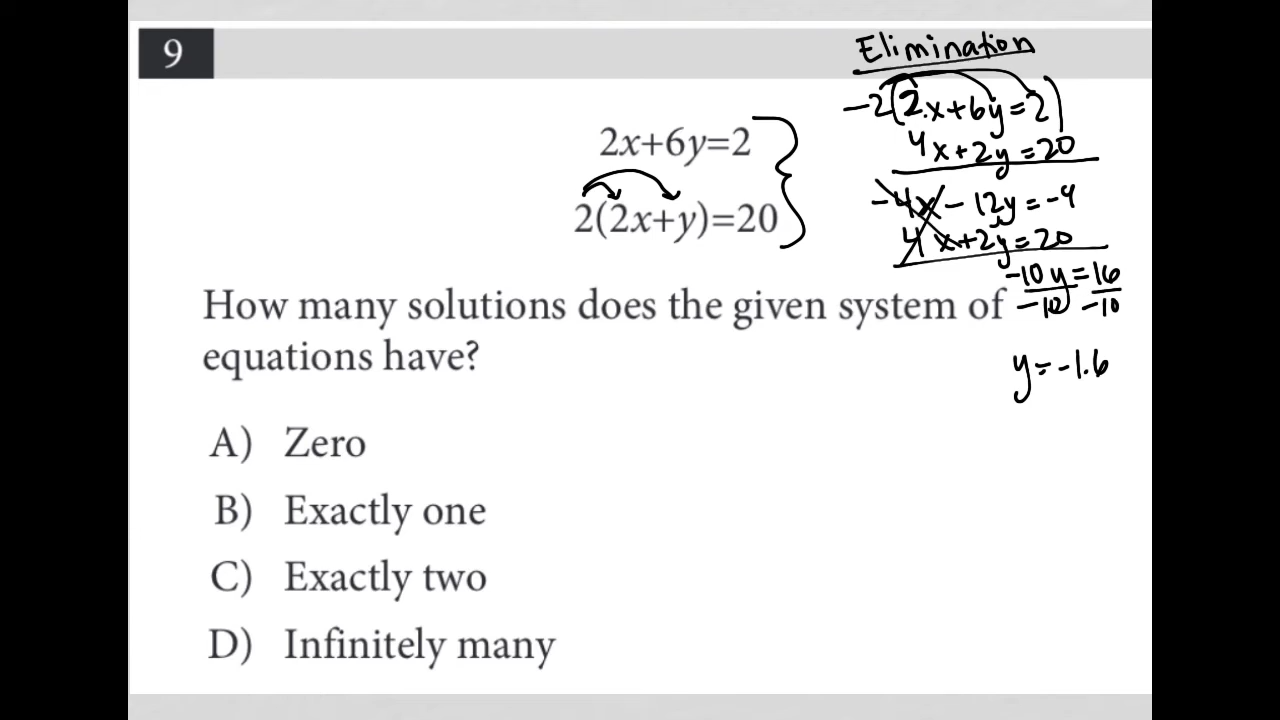 9
Elimination
-2(2x+6y=2)
4x+2y=20
-4x-12y=-4
4x+2y=20
-10y=16
-10 -10
y=-1.6
2x+6y=2
2(2x+y)=20
How many solutions does the given system of
equations have?
A) Zero
B) Exactly one
C) Exactly two
D) Infinitely many